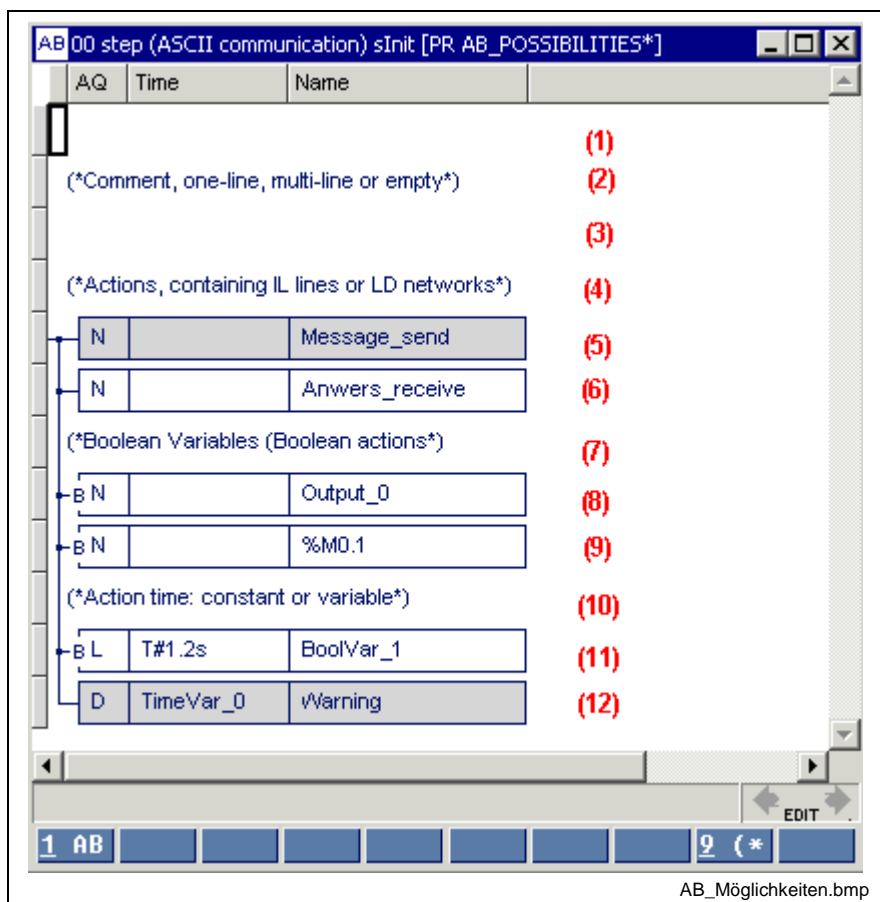 AB 00 step (ASCII communication) sInit [PR AB_POSSIBILITIES*]
AQ Time Name
(1)
(*Comment, one-line, multi-line or empty*) (2)
(3)
(*Actions, containing IL lines or LD networks*) (4)
N Message_send (5)
N Anwers_receive (6)
(*Boolean Variables (Boolean actions*) (7)
B N Output_0 (8)
B N %M0.1 (9)
(*Action time: constant or variable*) (10)
B L T#1.2s BoolVar_1 (11)
D TimeVar_0 Warning (12)
EDIT .
1 AB 9 (*
AB_Möglichkeiten.bmp